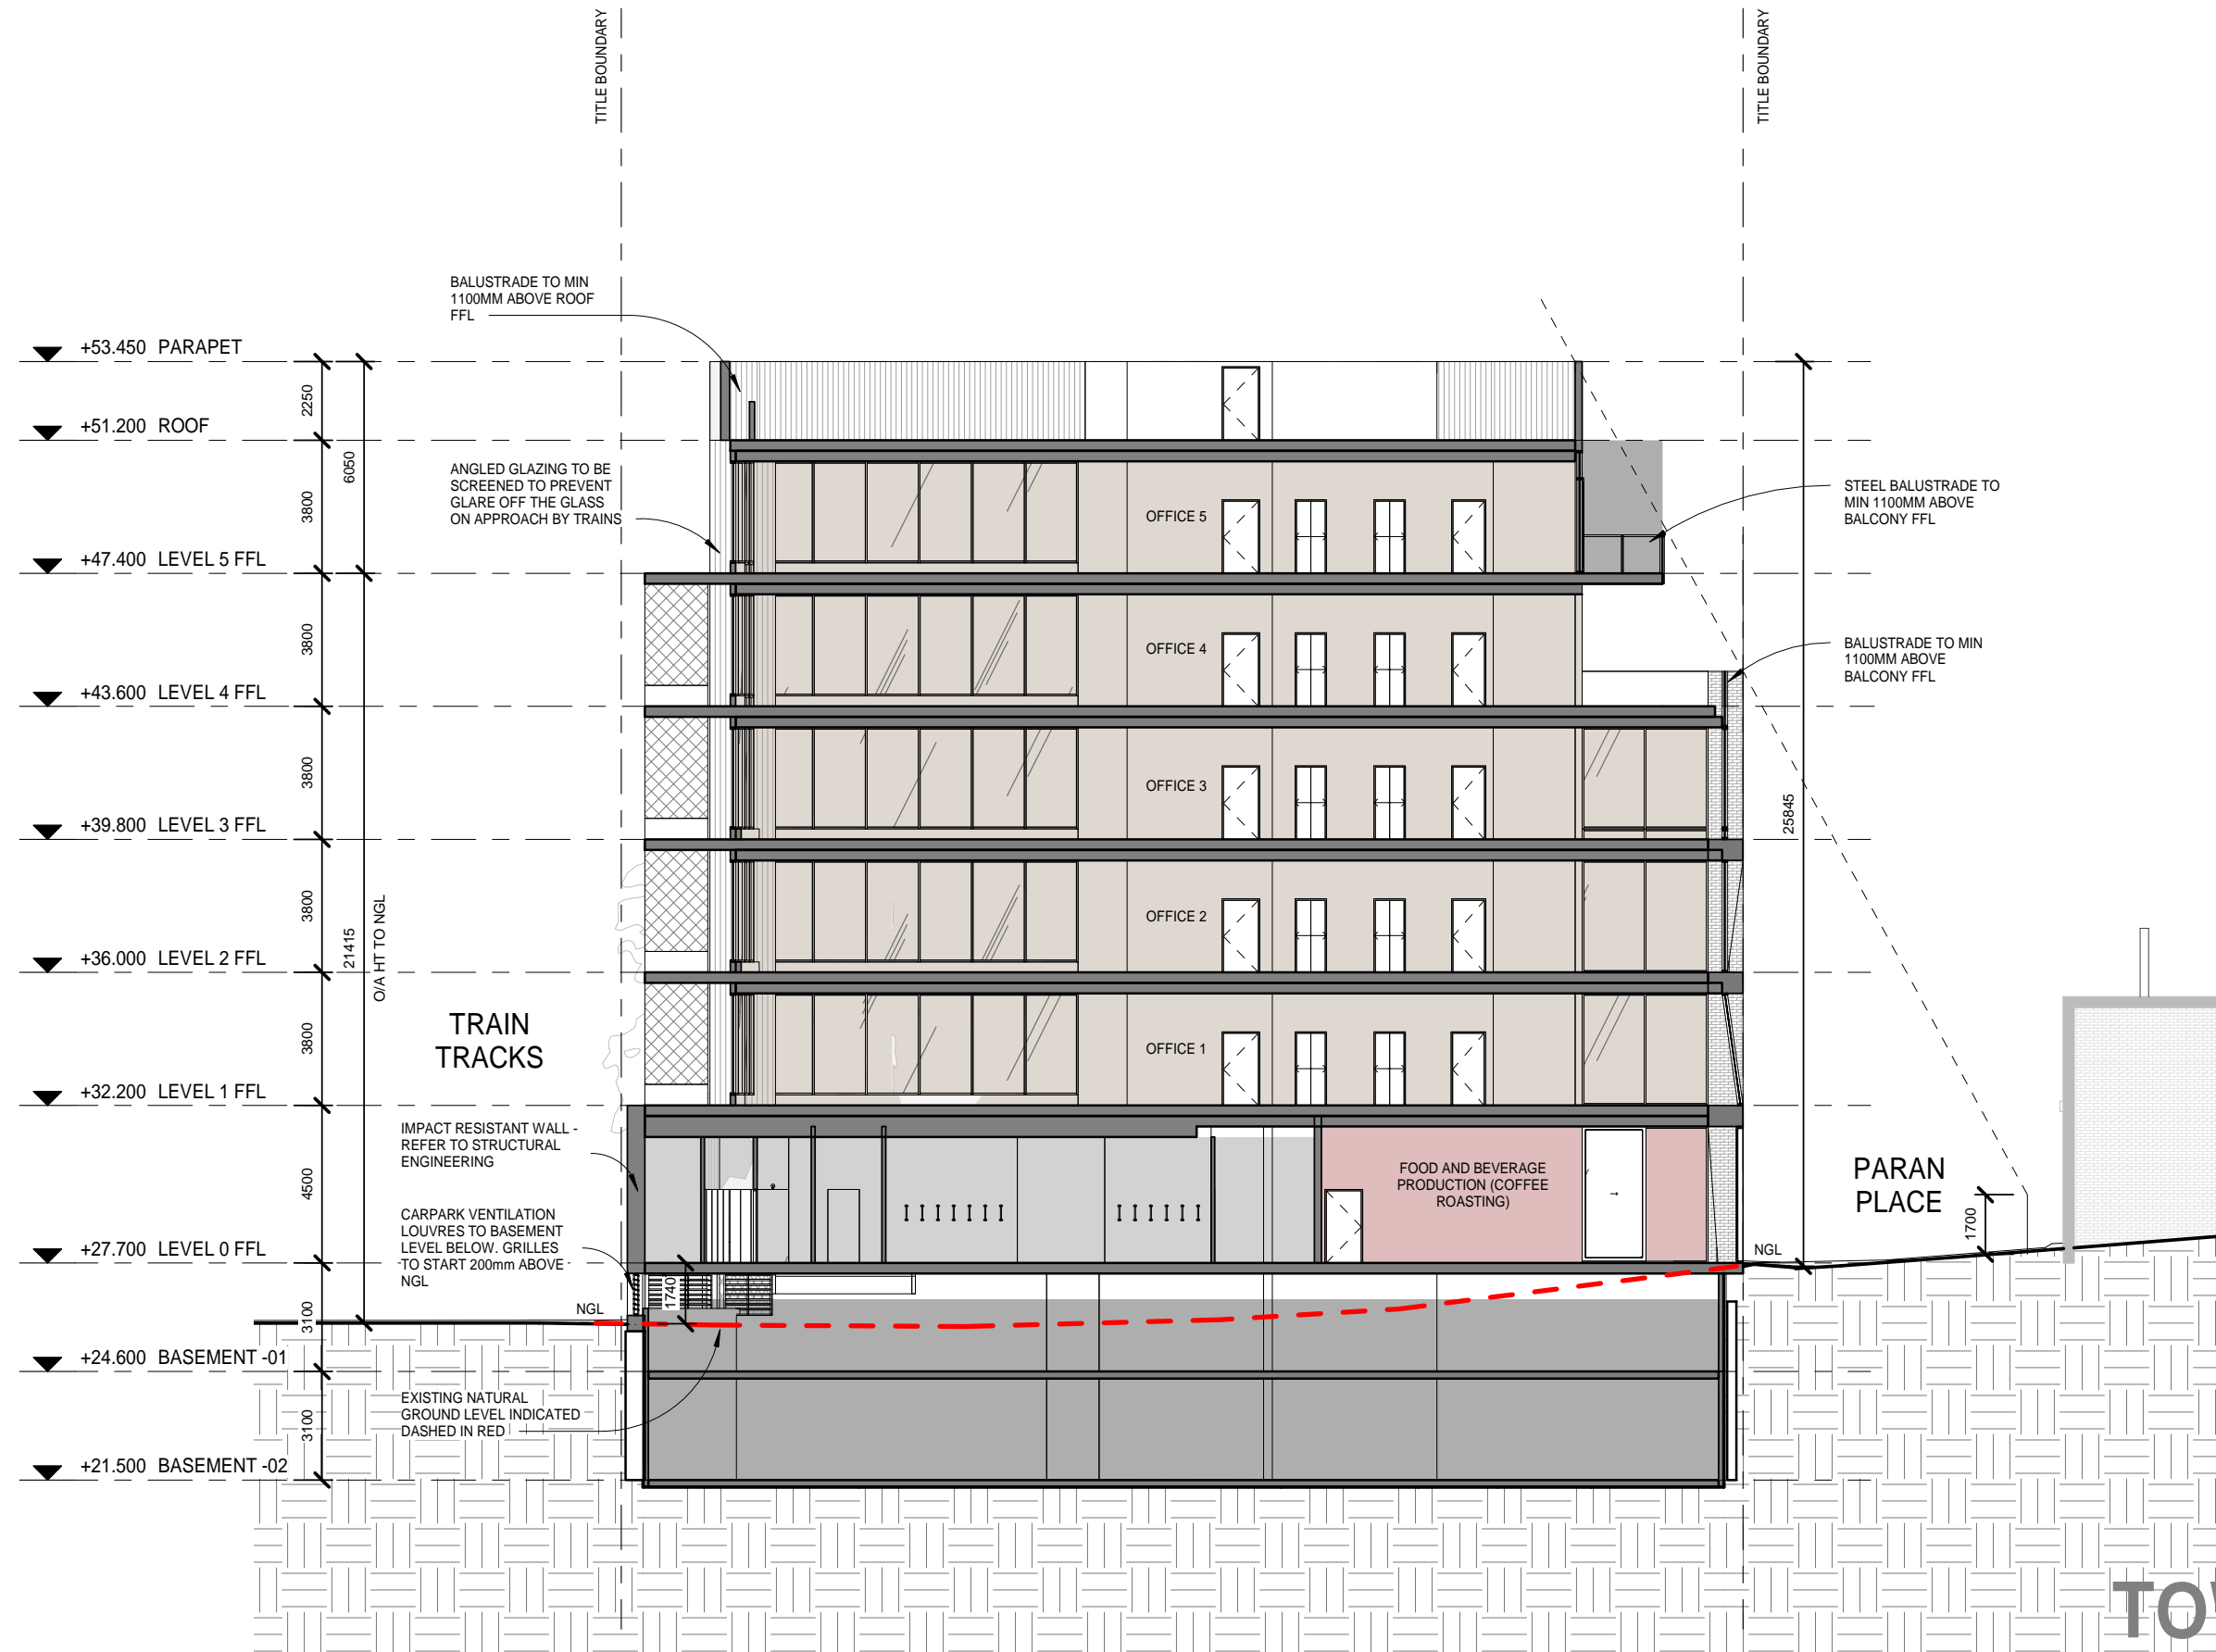 TITLE BOUNDARY
TITLE BOUNDARY
BALUSTRADE TO MIN
1100MM ABOVE ROOF
FFL
+53.450 PARAPET
2250
+51.200 ROOF
6050
3800
ANGLED GLAZING TO BE
SCREENED TO PREVENT
GLARE OFF THE GLASS
ON APPROACH BY TRAINS
OFFICE 5
STEEL BALUSTRADE TO
MIN 1100MM ABOVE
BALCONY FFL
+47.400 LEVEL 5 FFL
3800
OFFICE 4
BALUSTRADE TO MIN
1100MM ABOVE
BALCONY FFL
+43.600 LEVEL 4 FFL
3800
OFFICE 3
25845
+39.800 LEVEL 3 FFL
3800
21415
O/A HT TO NGL
OFFICE 2
+36.000 LEVEL 2 FFL
3800
TRAIN
TRACKS
OFFICE 1
+32.200 LEVEL 1 FFL
IMPACT RESISTANT WALL -
REFER TO STRUCTURAL
ENGINEERING
4500
FOOD AND BEVERAGE
PRODUCTION (COFFEE
ROASTING)
PARAN
PLACE
1700
CARPARK VENTILATION
LOUVRES TO BASEMENT
LEVEL BELOW. GRILLES
TO START 200mm ABOVE
NGL
+27.700 LEVEL 0 FFL
NGL
1740
NGL
3100
+24.600 BASEMENT -01
EXISTING NATURAL
GROUND LEVEL INDICATED
DASHED IN RED
3100
+21.500 BASEMENT -02
TOW